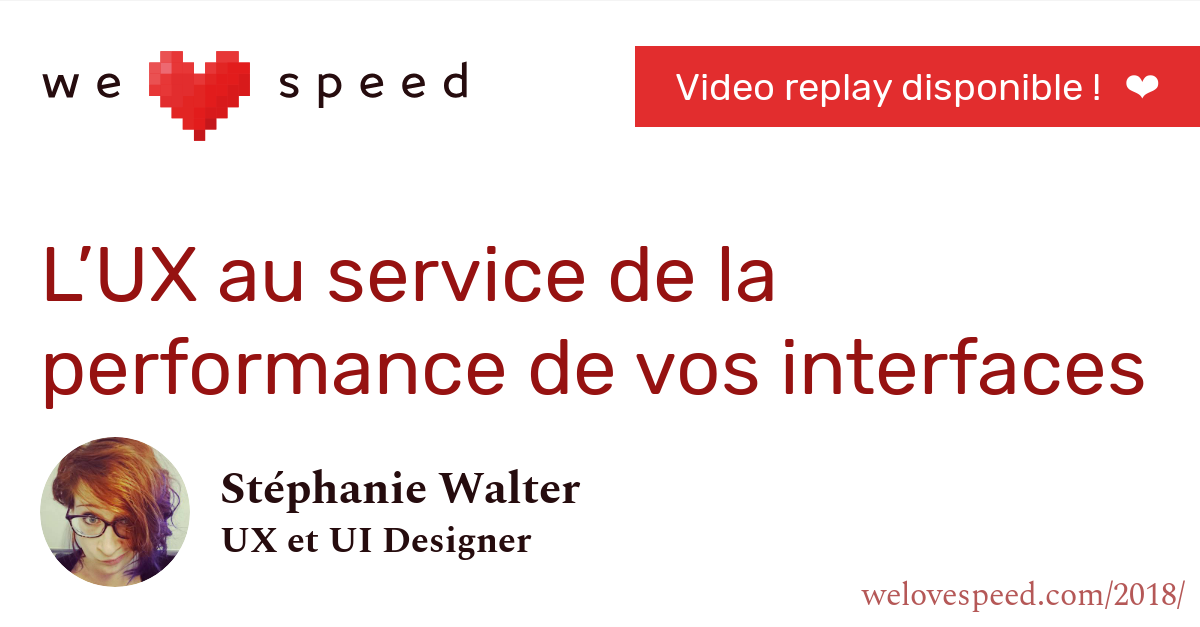 we speed
Video replay disponible ! ❤
L’UX au service de la
performance de vos interfaces
Stéphanie Walter
UX et UI Designer
welovespeed.com/2018/